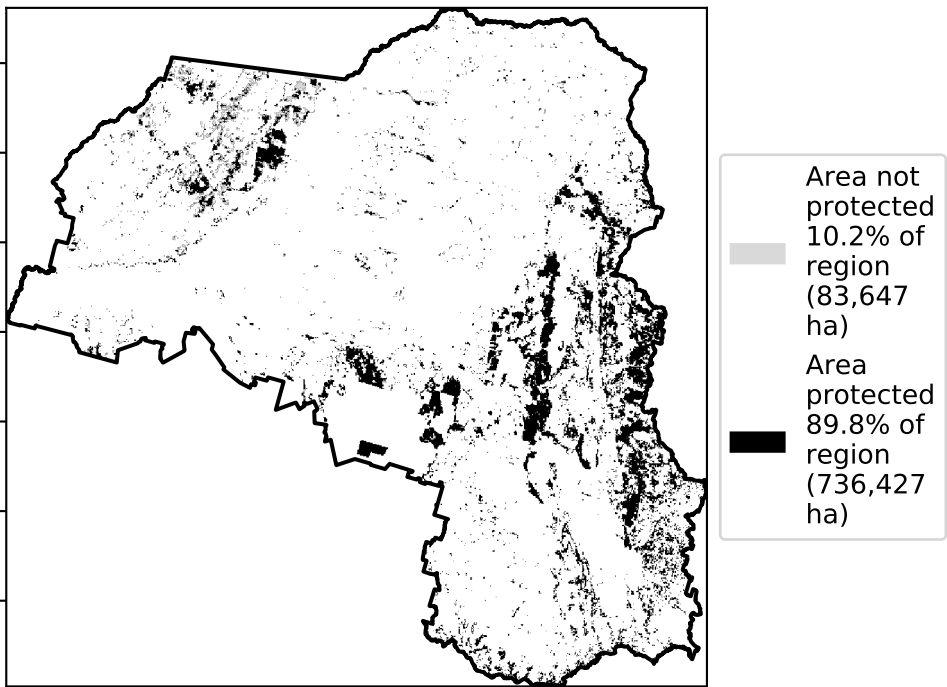 Area not
protected
10.2% of
region
(83,647
ha)
Area
protected
89.8% of
region
(736,427
ha)